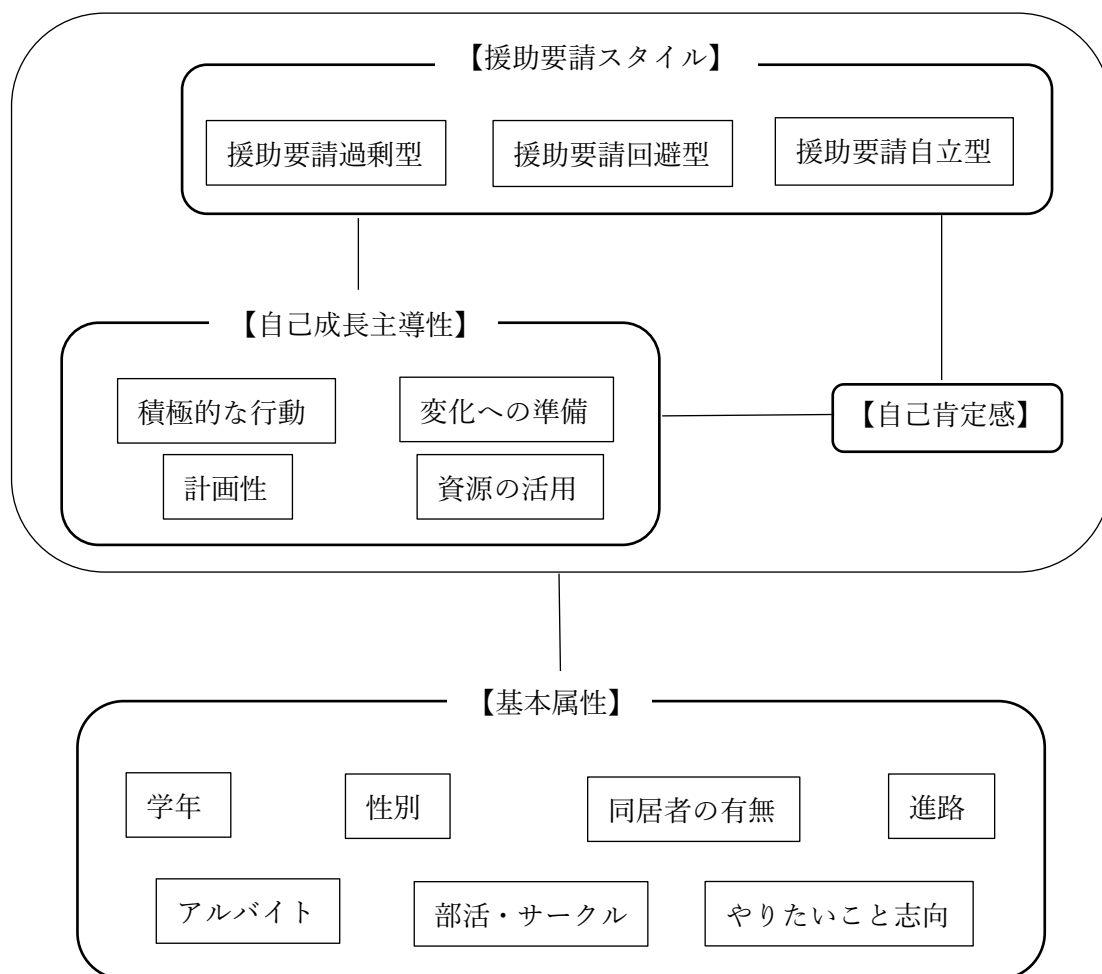 【援助要請スタイル】
援助要請過剰型
援助要請回避型
援助要請自立型
【自己成長主導性】
積極的な行動
変化への準備
【自己肯定感】
計画性
資源の活用
【基本属性】
学年
性別
同居者の有無
進路
アルバイト
部活・サークル
やりたいこと志向